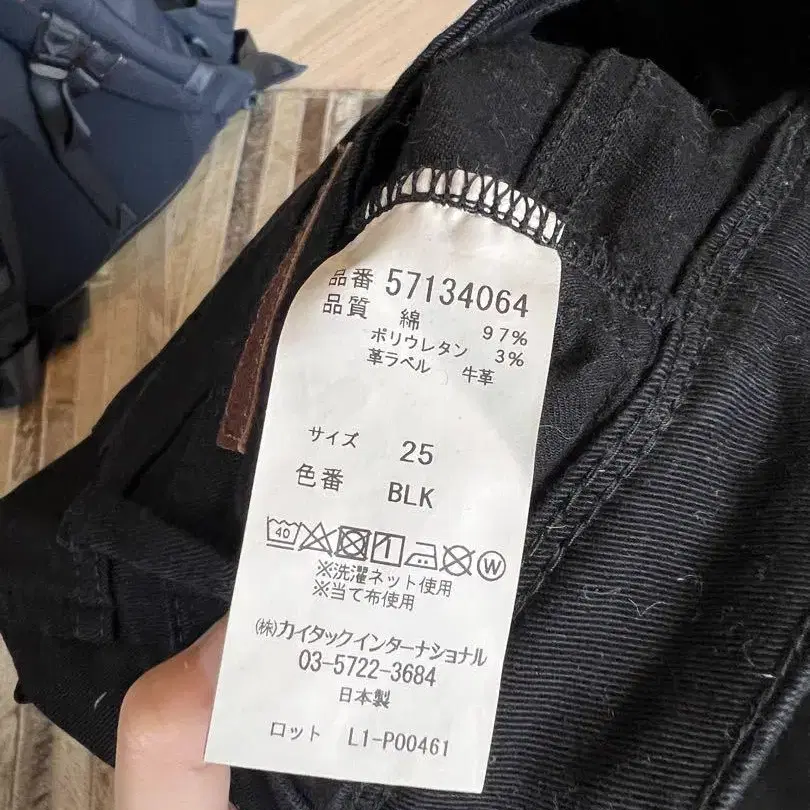 品番 57134064
品質 綿 97%
ポリウレタン 3%
革ラベル 牛革
サイズ 25
色番 BLK
40 W
※洗濯ネット使用
※当て布使用
(株)カイタックインターナショナル
03-5722-3684
日本製
ロット L1-P00461